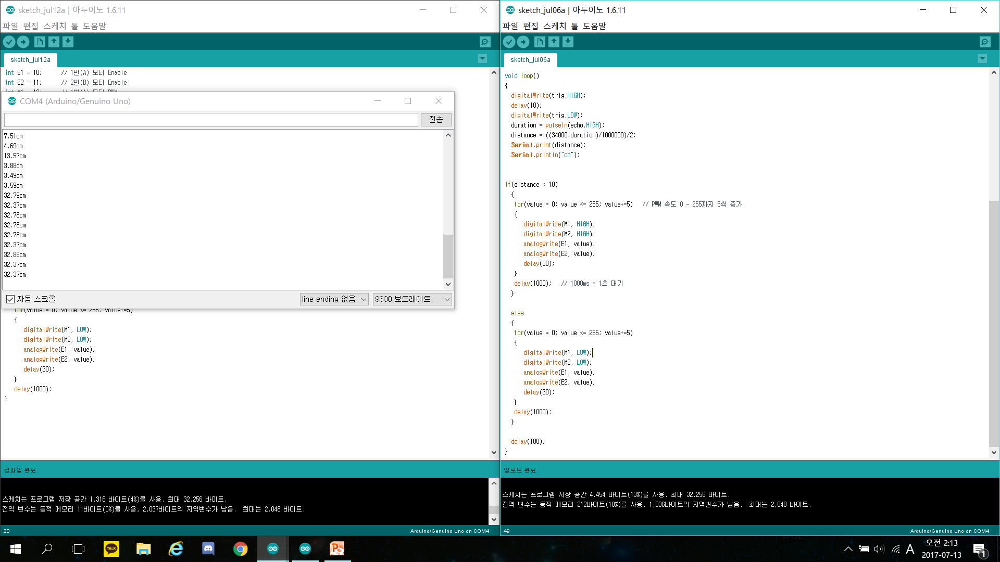 sketch_jul12a | 아두이노 1.6.11
파일 편집 스케치 툴 도움말
sketch_jul12a
int E1 = 10;      // 1번(A) 모터 Enable
int E2 = 11;      // 2번(B) 모터 Enable
COM4 (Arduino/Genuino Uno)
전송
7.51cm
4.69cm
13.57cm
3.88cm
3.49cm
3.59cm
32.79cm
32.37cm
32.78cm
32.78cm
32.78cm
32.37cm
32.88cm
32.37cm
32.37cm
자동 스크롤
line ending 없음
9600 보드레이트
for(value = 0; value <= 255; value+=5)
{
digitalWrite(M1, LOW);
digitalWrite(M2, LOW);
analogWrite(E1, value);
analogWrite(E2, value);
delay(30);
}
delay(1000);
}
컴파일 완료.
스케치는 프로그램 저장 공간 1,316 바이트(4%)를 사용. 최대 32,256 바이트.
전역 변수는 동적 메모리 11바이트(0%)를 사용, 2,037바이트의 지역변수가 남음.  최대는 2,048 바이트.
20
Arduino/Genuino Uno on COM4
sketch_jul06a | 아두이노 1.6.11
파일 편집 스케치 툴 도움말
sketch_jul06a
void loop()
{
digitalWrite(trig,HIGH);
delay(10);
digitalWrite(trig,LOW);
duration = pulseIn(echo,HIGH);
distance = ((34000*duration)/1000000)/2;
Serial.print(distance);
Serial.println("cm");
if(distance < 10)
{
for(value = 0; value <= 255; value+=5)   // PWM 속도 0 ~ 255까지 5씩 증가
{
digitalWrite(M1, HIGH);
digitalWrite(M2, HIGH);
analogWrite(E1, value);
analogWrite(E2, value);
delay(30);
}
delay(1000);   // 1000ms = 1초 대기
}
else
{
for(value = 0; value <= 255; value+=5)
{
digitalWrite(M1, LOW);
digitalWrite(M2, LOW);
analogWrite(E1, value);
analogWrite(E2, value);
delay(30);
}
delay(1000);
}
delay(100);
}
업로드 완료.
스케치는 프로그램 저장 공간 4,454 바이트(13%)를 사용. 최대 32,256 바이트.
전역 변수는 동적 메모리 212바이트(10%)를 사용, 1,836바이트의 지역변수가 남음.  최대는 2,048 바이트.
49
Arduino/Genuino Uno on COM4
TALK
A
오전 2:13
2017-07-13
1